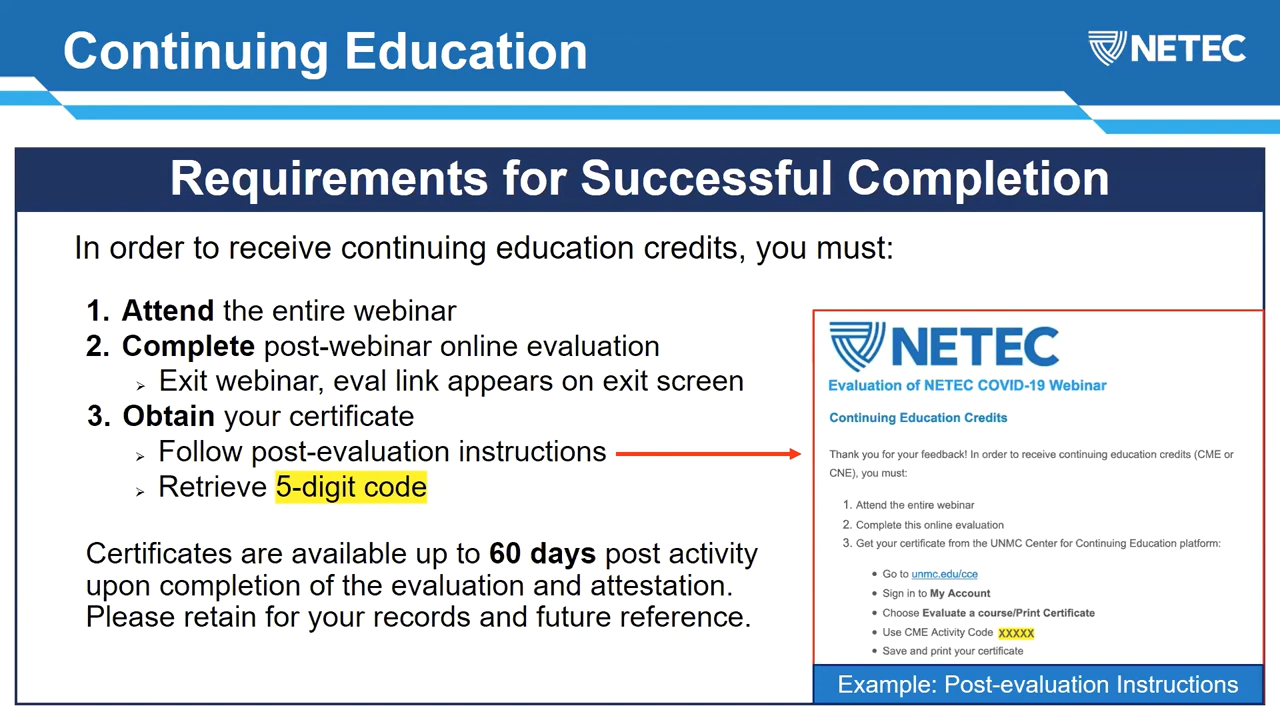 Continuing Education
NETEC
Requirements for Successful Completion
In order to receive continuing education credits, you must:
1. Attend the entire webinar
2. Complete post-webinar online evaluation
➢ Exit webinar, eval link appears on exit screen
3. Obtain your certificate
➢ Follow post-evaluation instructions
➢ Retrieve 5-digit code
Certificates are available up to 60 days post activity
upon completion of the evaluation and attestation.
Please retain for your records and future reference.
NETEC
Evaluation of NETEC COVID-19 Webinar
Continuing Education Credits
Thank you for your feedback! In order to receive continuing education credits (CME or
CNE), you must:
1. Attend the entire webinar
2. Complete this online evaluation
3. Get your certificate from the UNMC Center for Continuing Education platform:
• Go to unmc.edu/cce
• Sign in to My Account
• Choose Evaluate a course/Print Certificate
• Use CME Activity Code XXXXX
• Save and print your certificate
Example: Post-evaluation Instructions